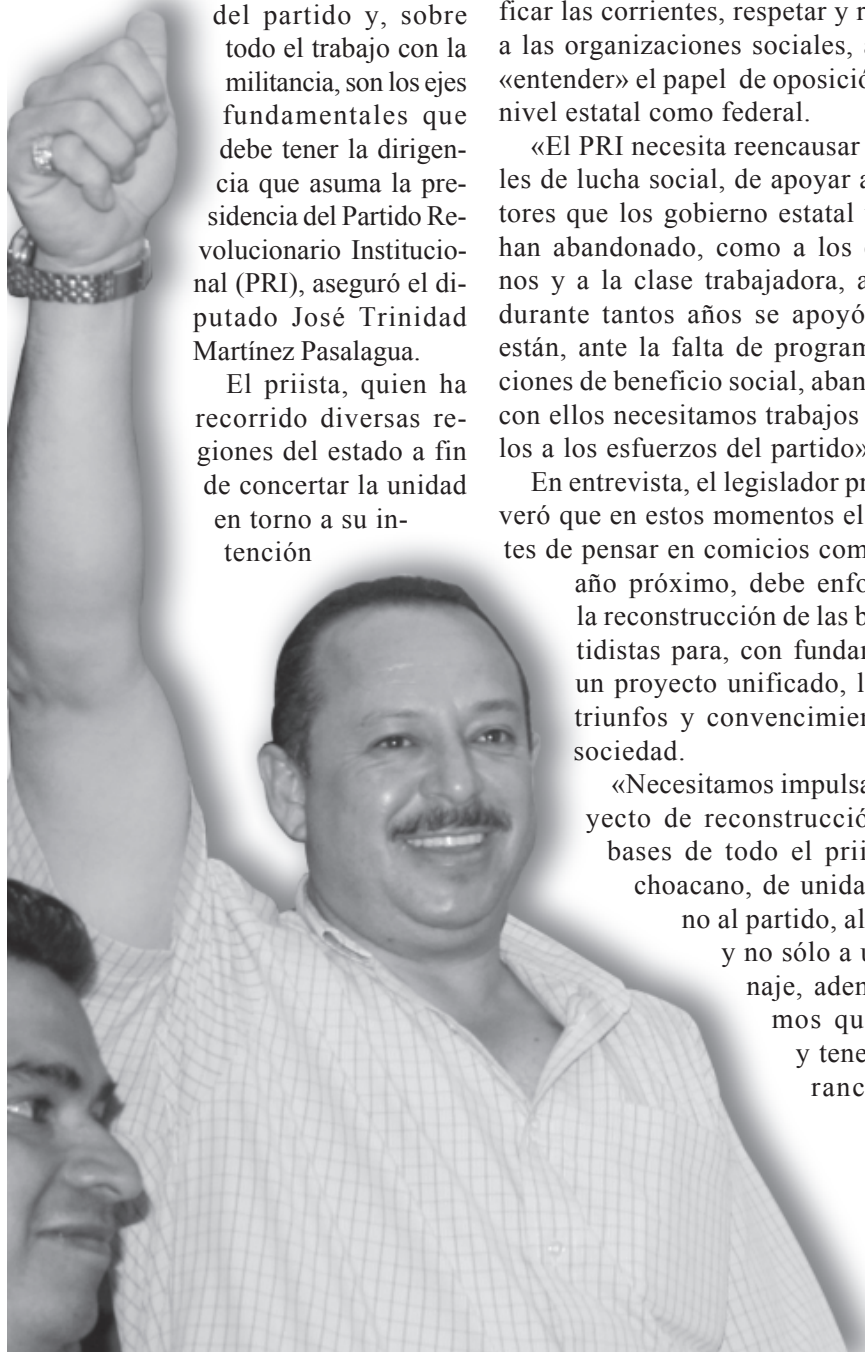 del partido y, sobre
todo el trabajo con la
militancia, son los ejes
fundamentales que
debe tener la dirigen-
cia que asuma la pre-
sidencia del Partido Re-
volucionario Institucio-
nal (PRI), aseguró el di-
putado José Trinidad
Martínez Pasalagua.
El priista, quien ha
recorrido diversas re-
giones del estado a fin
de concertar la unidad
en torno a su in-
tención
ficar las corrientes, respetar y
a las organizaciones sociales,
«entender» el papel de oposició
nivel estatal como federal.
«El PRI necesita reencausar
les de lucha social, de apoyar a
tores que los gobierno estatal
han abandonado, como a los
nos y a la clase trabajadora, a
durante tantos años se apoyó
están, ante la falta de program
ciones de beneficio social, aban
con ellos necesitamos trabajos
los a los esfuerzos del partido»
En entrevista, el legislador pr
veró que en estos momentos el
tes de pensar en comicios com
año próximo, debe enfo
la reconstrucción de las b
tidistas para, con fundar
un proyecto unificado, l
triunfos y convencimier
sociedad.
«Necesitamos impulsa
yecto de reconstrucció
bases de todo el prii
choacano, de unida
no al partido, al
y no sólo a u
naje, aden
mos qu
y tene
ranc